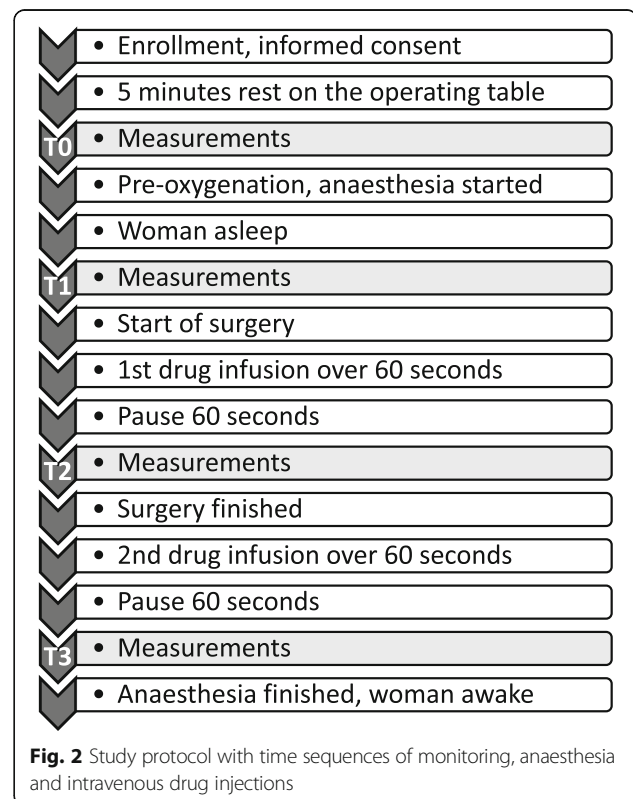 • Enrollment, informed consent
• 5 minutes rest on the operating table
T0 • Measurements
• Pre-oxygenation, anaesthesia started
• Woman asleep
T1 • Measurements
• Start of surgery
• 1st drug infusion over 60 seconds
• Pause 60 seconds
T2 • Measurements
• Surgery finished
• 2nd drug infusion over 60 seconds
• Pause 60 seconds
T3 • Measurements
• Anaesthesia finished, woman awake
Fig. 2 Study protocol with time sequences of monitoring, anaesthesia
and intravenous drug injections